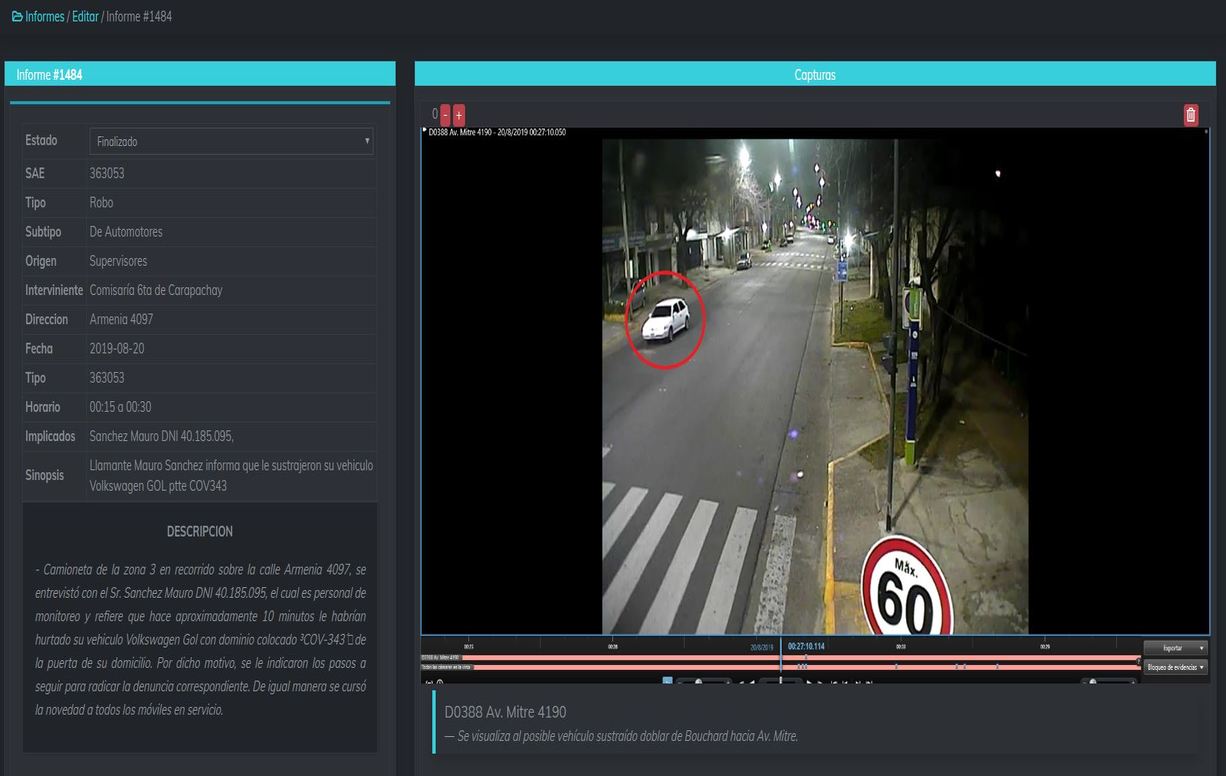 Informes / Editar / Informe #1484
Informe #1484
Estado Finalizado
SAE 363053
Tipo Robo
Subtipo De Automotores
Origen Supervisores
Interviniente Comisaría 6ta de Carapachay
Direccion Armenia 4097
Fecha 2019-08-20
Tipo 363053
Horario 00:15 a 00:30
Implicados Sanchez Mauro DNI 40.185.095,
Sinopsis Llamante Mauro Sanchez informa que le sustrajeron su vehiculo
Volkswagen GOL ptte COV343
DESCRIPCION
- Camioneta de la zona 3 en recorrido sobre la calle Armenia 4097, se
entrevistó con el Sr. Sanchez Mauro DNI 40.185.095, el cual es personal de
monitoreo y refiere que hace aproximadamente 10 minutos le habrían
hurtado su vehiculo Volkswagen Gol con dominio colocado ³COV-343 de
la puerta de su domicilio. Por dicho motivo, se le indicaron los pasos a
seguir para radicar la denuncia correspondiente. De igual manera se cursó
la novedad a todos los móviles en servicio.
Capturas
0 - +
D0388 Av. Mitre 4190 - 20/8/2019 00:27:10.050
Máx.
60
20/8/2019 00:27:10.114
Exportar
D0388 Av. Mitre 4190
Bloqueo de evidencias
D0388 Av. Mitre 4190
— Se visualiza al posible vehículo sustraído doblar de Bouchard hacia Av. Mitre.